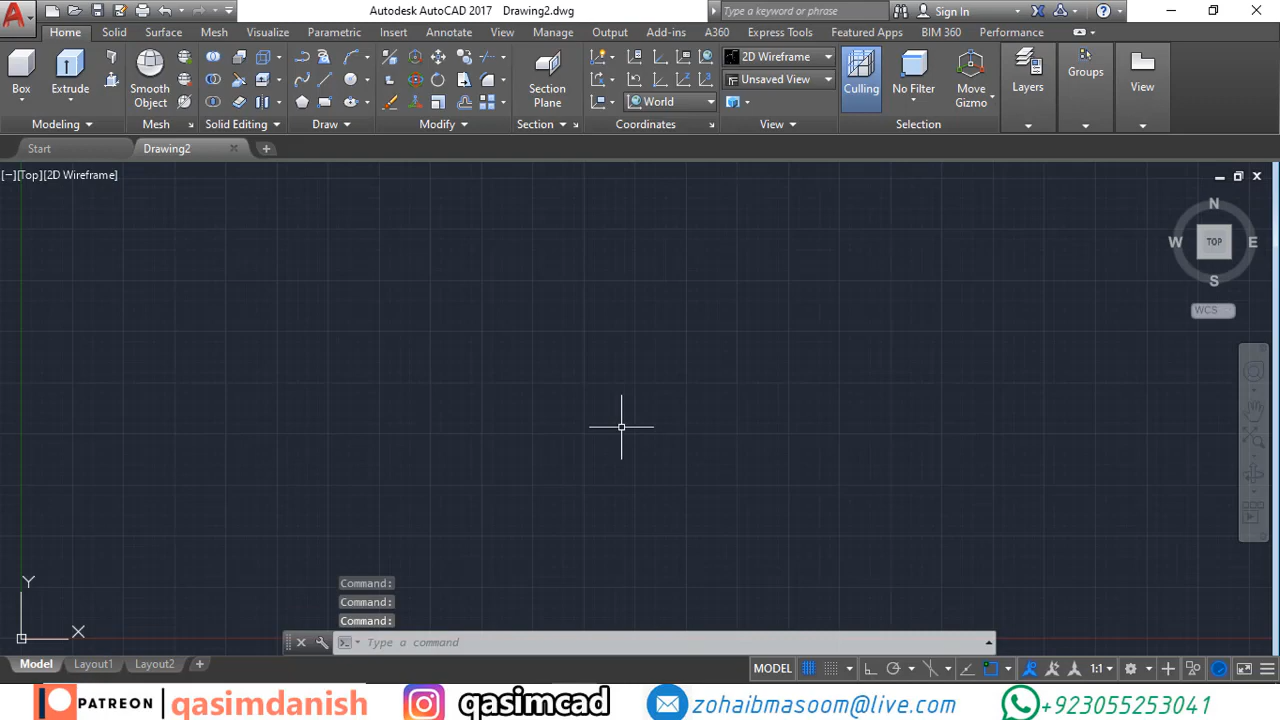 Autodesk AutoCAD 2017 Drawing2.dwg
Type a keyword or phrase
Sign In
Home Solid Surface Mesh Visualize Parametric Insert Annotate View Manage Output Add-ins A360 Express Tools Featured Apps BIM 360 Performance
Box Extrude Smooth Object Section Plane 2D Wireframe Unsaved View World Culling No Filter Move Gizmo Layers Groups View
Modeling Mesh Solid Editing Draw Modify Section Coordinates View Selection
Start Drawing2
[−][Top][2D Wireframe]
N
W TOP E
S
WCS
Y
X
Command:
Command:
Command:
Type a command
Model Layout1 Layout2 MODEL 1:1
PATREON qasimdanish qasimcad zohaibmasoom@live.com +923055253041